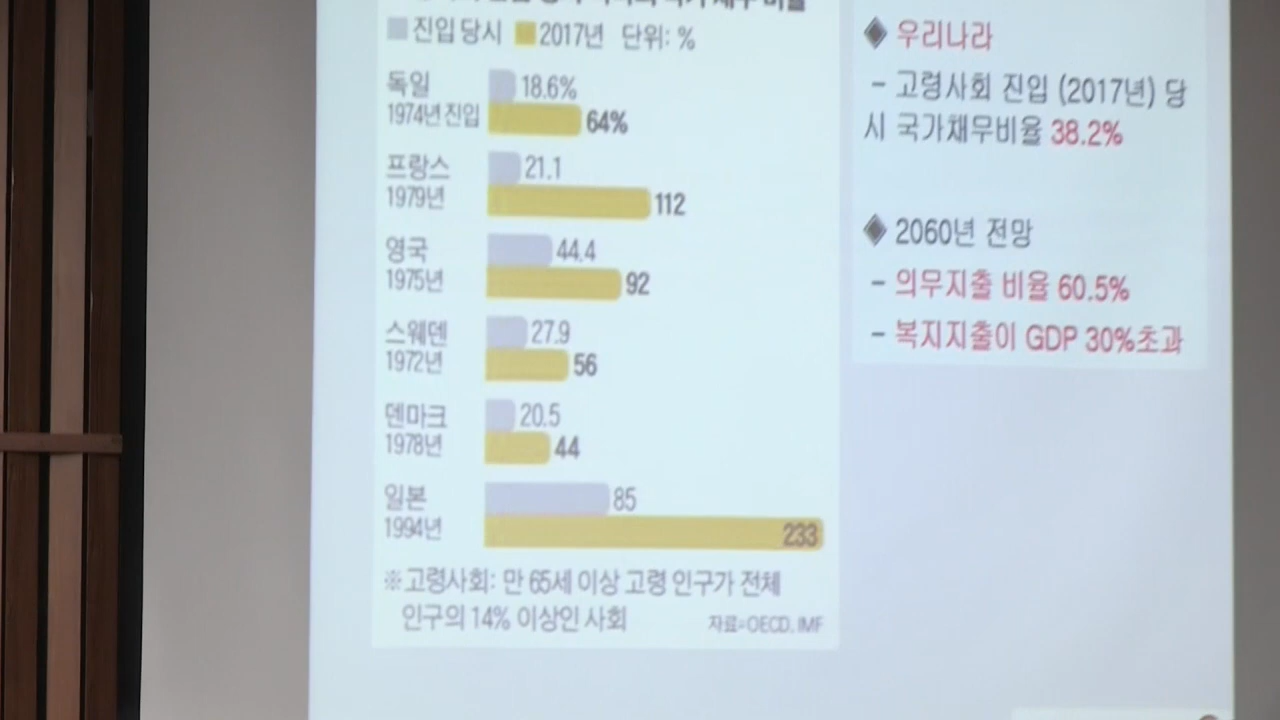 진입 당시 2017년 단위: %
독일 18.6%
1974년 진입 64%
프랑스 21.1
1979년 112
영국 44.4
1975년 92
스웨덴 27.9
1972년 56
덴마크 20.5
1978년 44
일본 85
1994년 233
※고령사회: 만 65세 이상 고령 인구가 전체
인구의 14% 이상인 사회
자료=OECD, IMF
◈ 우리나라
- 고령사회 진입 (2017년) 당
시 국가채무비율 38.2%
◈ 2060년 전망
- 의무지출 비율 60.5%
- 복지지출이 GDP 30%초과